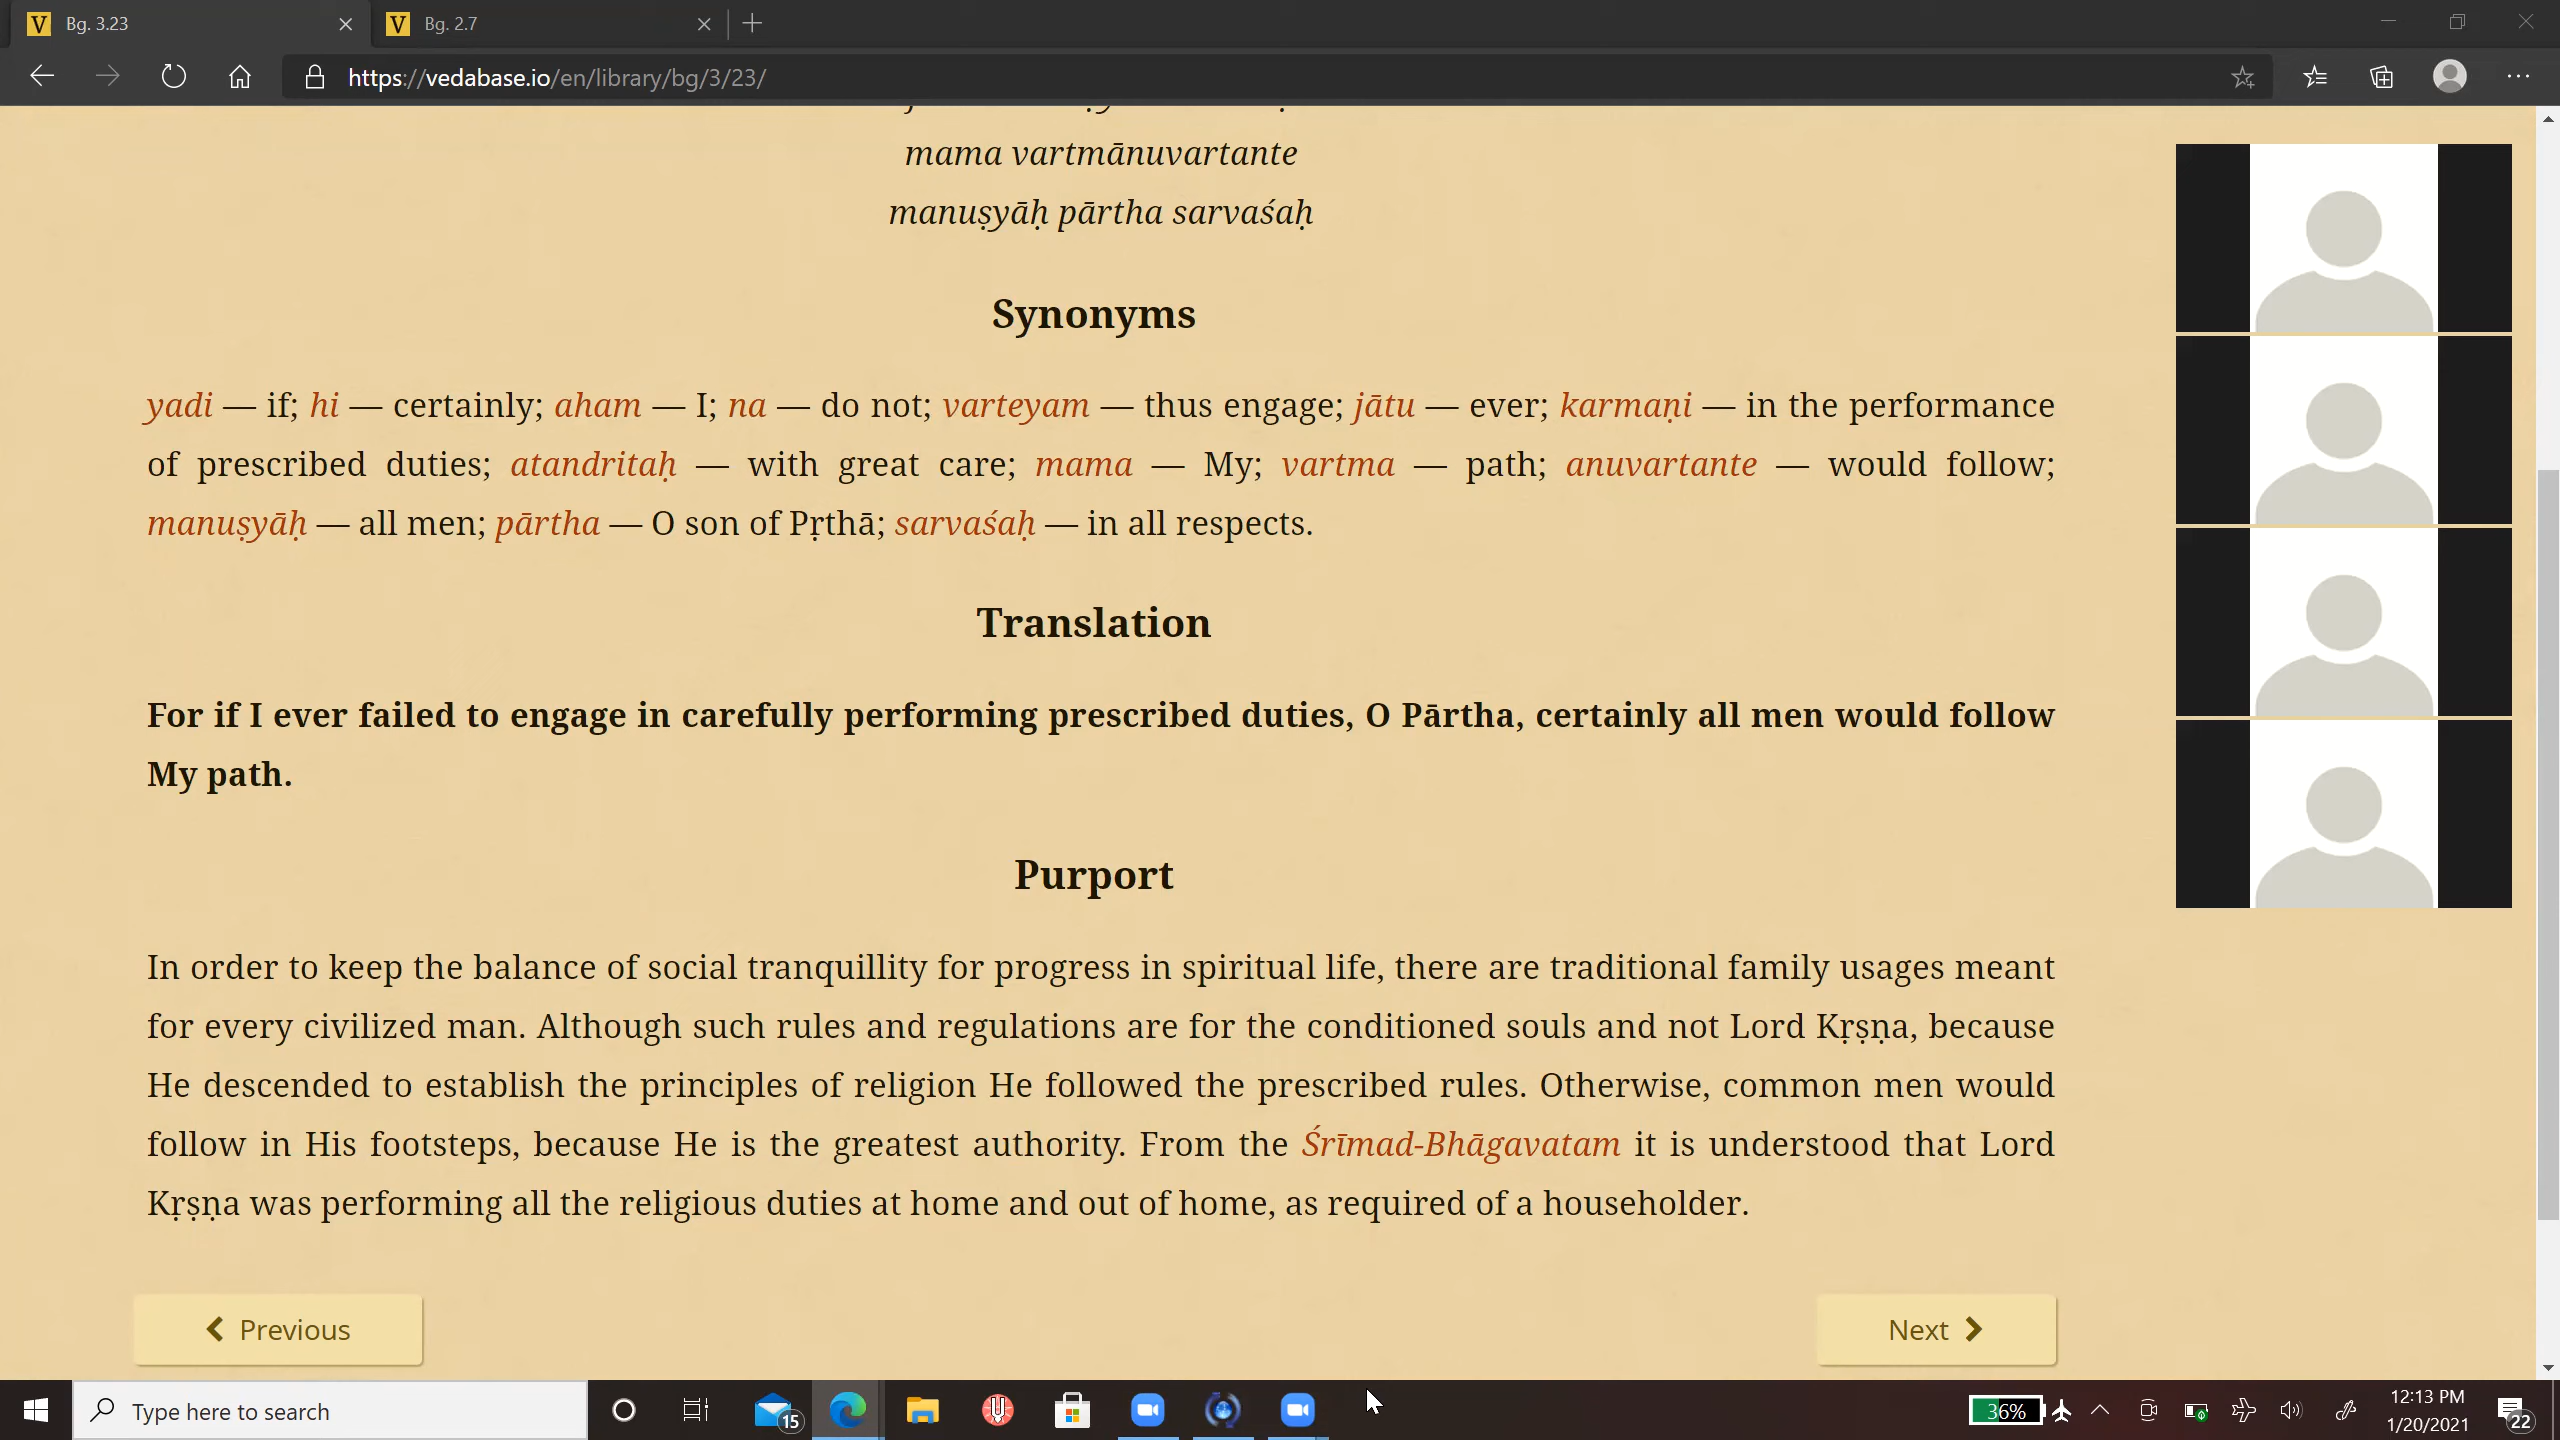 Bg. 3.23
Bg. 2.7
https://vedabase.io/en/library/bg/3/23/
mama vartmānuvartante
manuṣyāḥ pārtha sarvaśaḥ
Synonyms
yadi — if; hi — certainly; aham — I; na — do not; varteyam — thus engage; jātu — ever; karmaṇi — in the performance
of prescribed duties; atandritaḥ — with great care; mama — My; vartma — path; anuvartante — would follow;
manuṣyāḥ — all men; pārtha — O son of Pṛthā; sarvaśaḥ — in all respects.
Translation
For if I ever failed to engage in carefully performing prescribed duties, O Pārtha, certainly all men would follow
My path.
Purport
In order to keep the balance of social tranquillity for progress in spiritual life, there are traditional family usages meant
for every civilized man. Although such rules and regulations are for the conditioned souls and not Lord Kṛṣṇa, because
He descended to establish the principles of religion He followed the prescribed rules. Otherwise, common men would
follow in His footsteps, because He is the greatest authority. From the Śrīmad-Bhāgavatam it is understood that Lord
Kṛṣṇa was performing all the religious duties at home and out of home, as required of a householder.
Previous
Next
Type here to search
15
36%
12:13 PM
1/20/2021
22